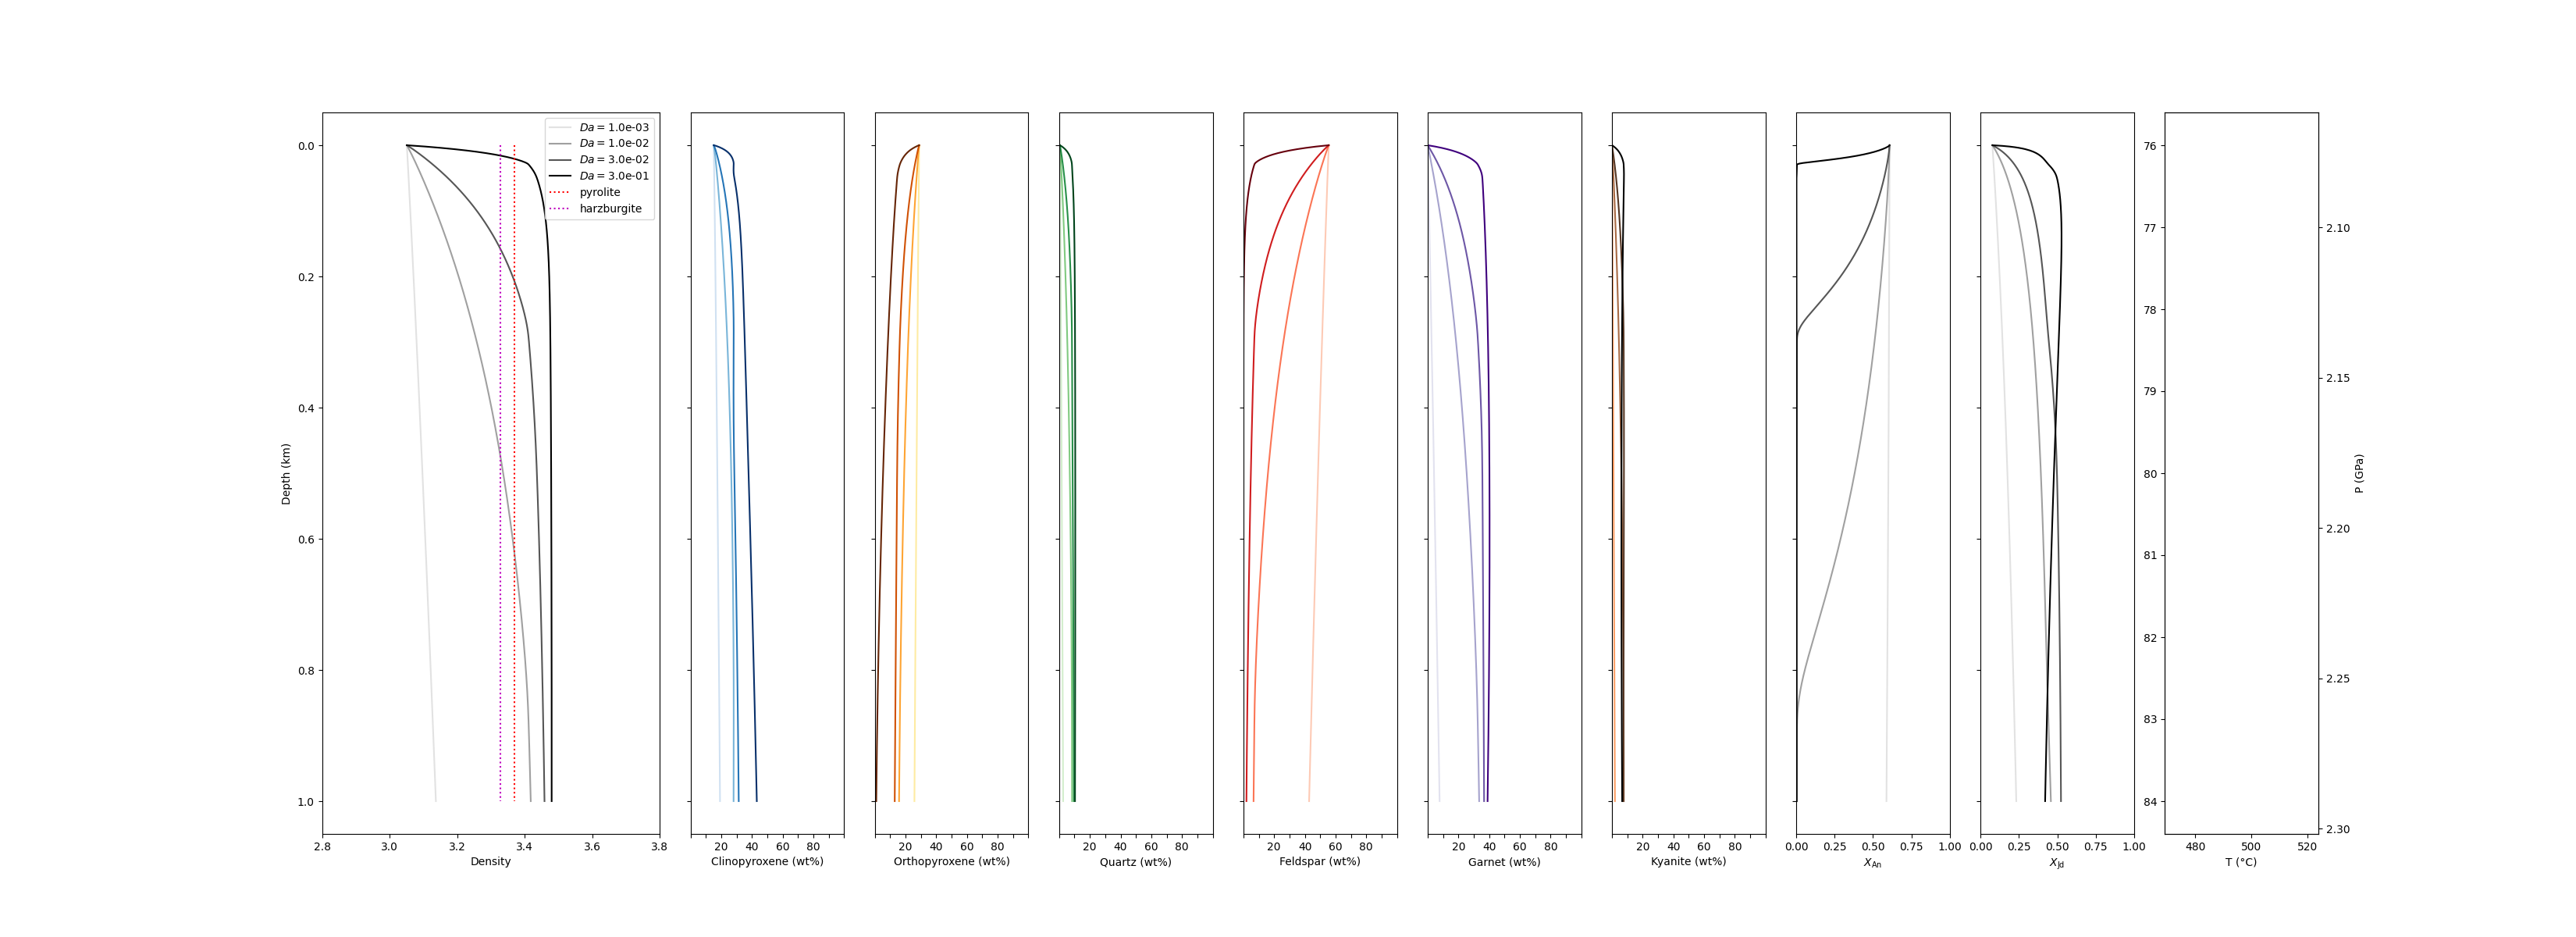 Da = 1.0e-03
Da = 1.0e-02
Da = 3.0e-02
Da = 3.0e-01
pyrolite
harzburgite
0.0
0.2
0.4
0.6
0.8
1.0
Depth (km)
2.8 3.0 3.2 3.4 3.6 3.8
Density
20 40 60 80
Clinopyroxene (wt%)
20 40 60 80
Orthopyroxene (wt%)
20 40 60 80
Quartz (wt%)
20 40 60 80
Feldspar (wt%)
20 40 60 80
Garnet (wt%)
20 40 60 80
Kyanite (wt%)
0.00 0.25 0.50 0.75 1.00
XAn
0.00 0.25 0.50 0.75 1.00
XJd
76
77
78
79
80
81
82
83
84
480 500 520
T (°C)
2.10
2.15
2.20
2.25
2.30
P (GPa)